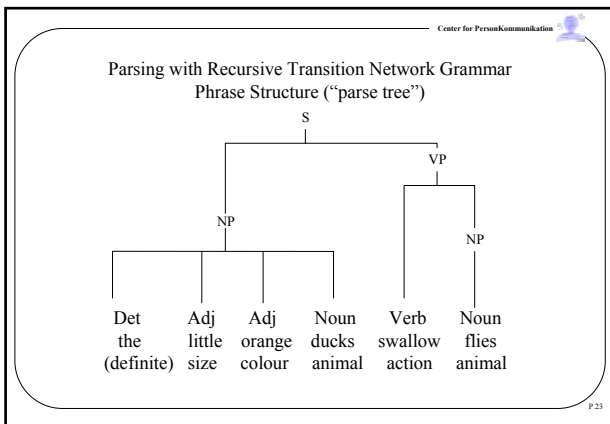 Center for PersonKommunikation
Parsing with Recursive Transition Network Grammar
Phrase Structure (“parse tree”)
S
VP
NP
NP
Det Adj Adj Noun Verb Noun
the little orange ducks swallow flies
(definite) size colour animal action animal
P.23